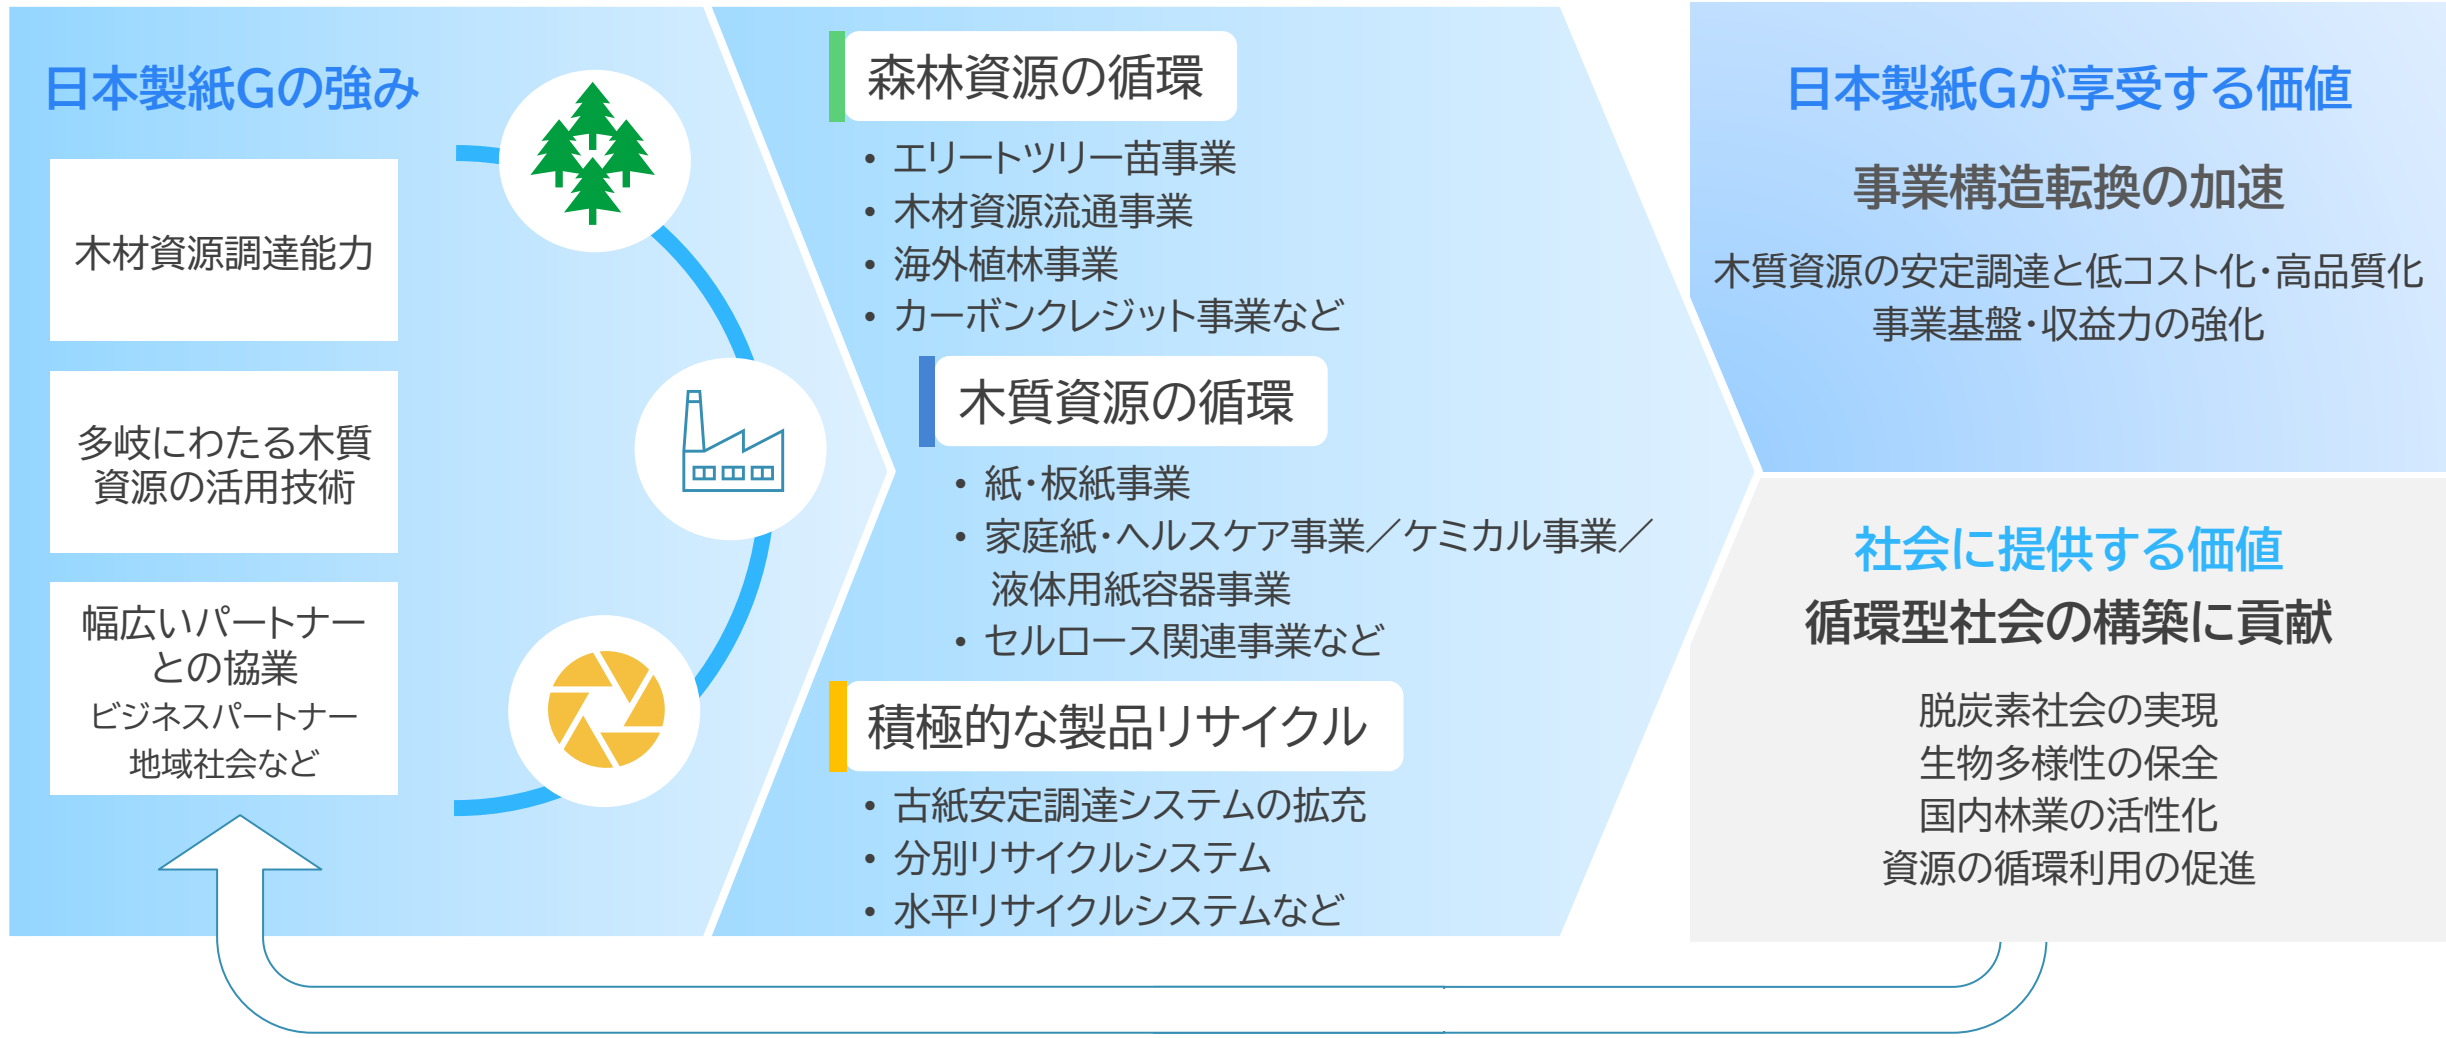 日本製紙Gの強み
木材資源調達能力
多岐にわたる木質
資源の活用技術
幅広いパートナー
との協業
ビジネスパートナー
地域社会など
森林資源の循環
• エリートツリー苗事業
• 木材資源流通事業
• 海外植林事業
• カーボンクレジット事業など
木質資源の循環
• 紙・板紙事業
• 家庭紙・ヘルスケア事業／ケミカル事業／
液体用紙容器事業
• セルロース関連事業など
積極的な製品リサイクル
• 古紙安定調達システムの拡充
• 分別リサイクルシステム
• 水平リサイクルシステムなど
日本製紙Gが享受する価値
事業構造転換の加速
木質資源の安定調達と低コスト化・高品質化
事業基盤・収益力の強化
社会に提供する価値
循環型社会の構築に貢献
脱炭素社会の実現
生物多様性の保全
国内林業の活性化
資源の循環利用の促進